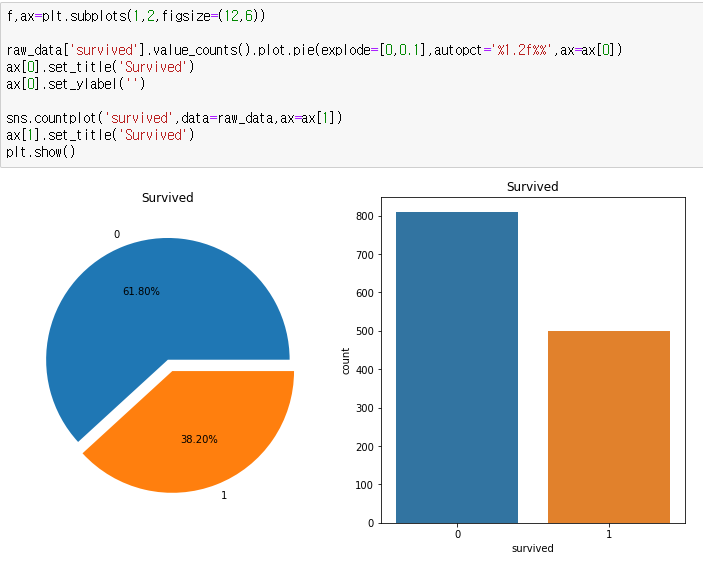 f,ax=plt.subplots(1,2,figsize=(12,6))
raw_data['survived'].value_counts().plot.pie(explode=[0,0.1],autopct='%1.2f%%',ax=ax[0])
ax[0].set_title('Survived')
ax[0].set_ylabel('')
sns.countplot('survived',data=raw_data,ax=ax[1])
ax[1].set_title('Survived')
plt.show()
Survived
0
61.80%
38.20%
1
Survived
800
700
600
500
400
300
200
100
0
count
0 1
survived